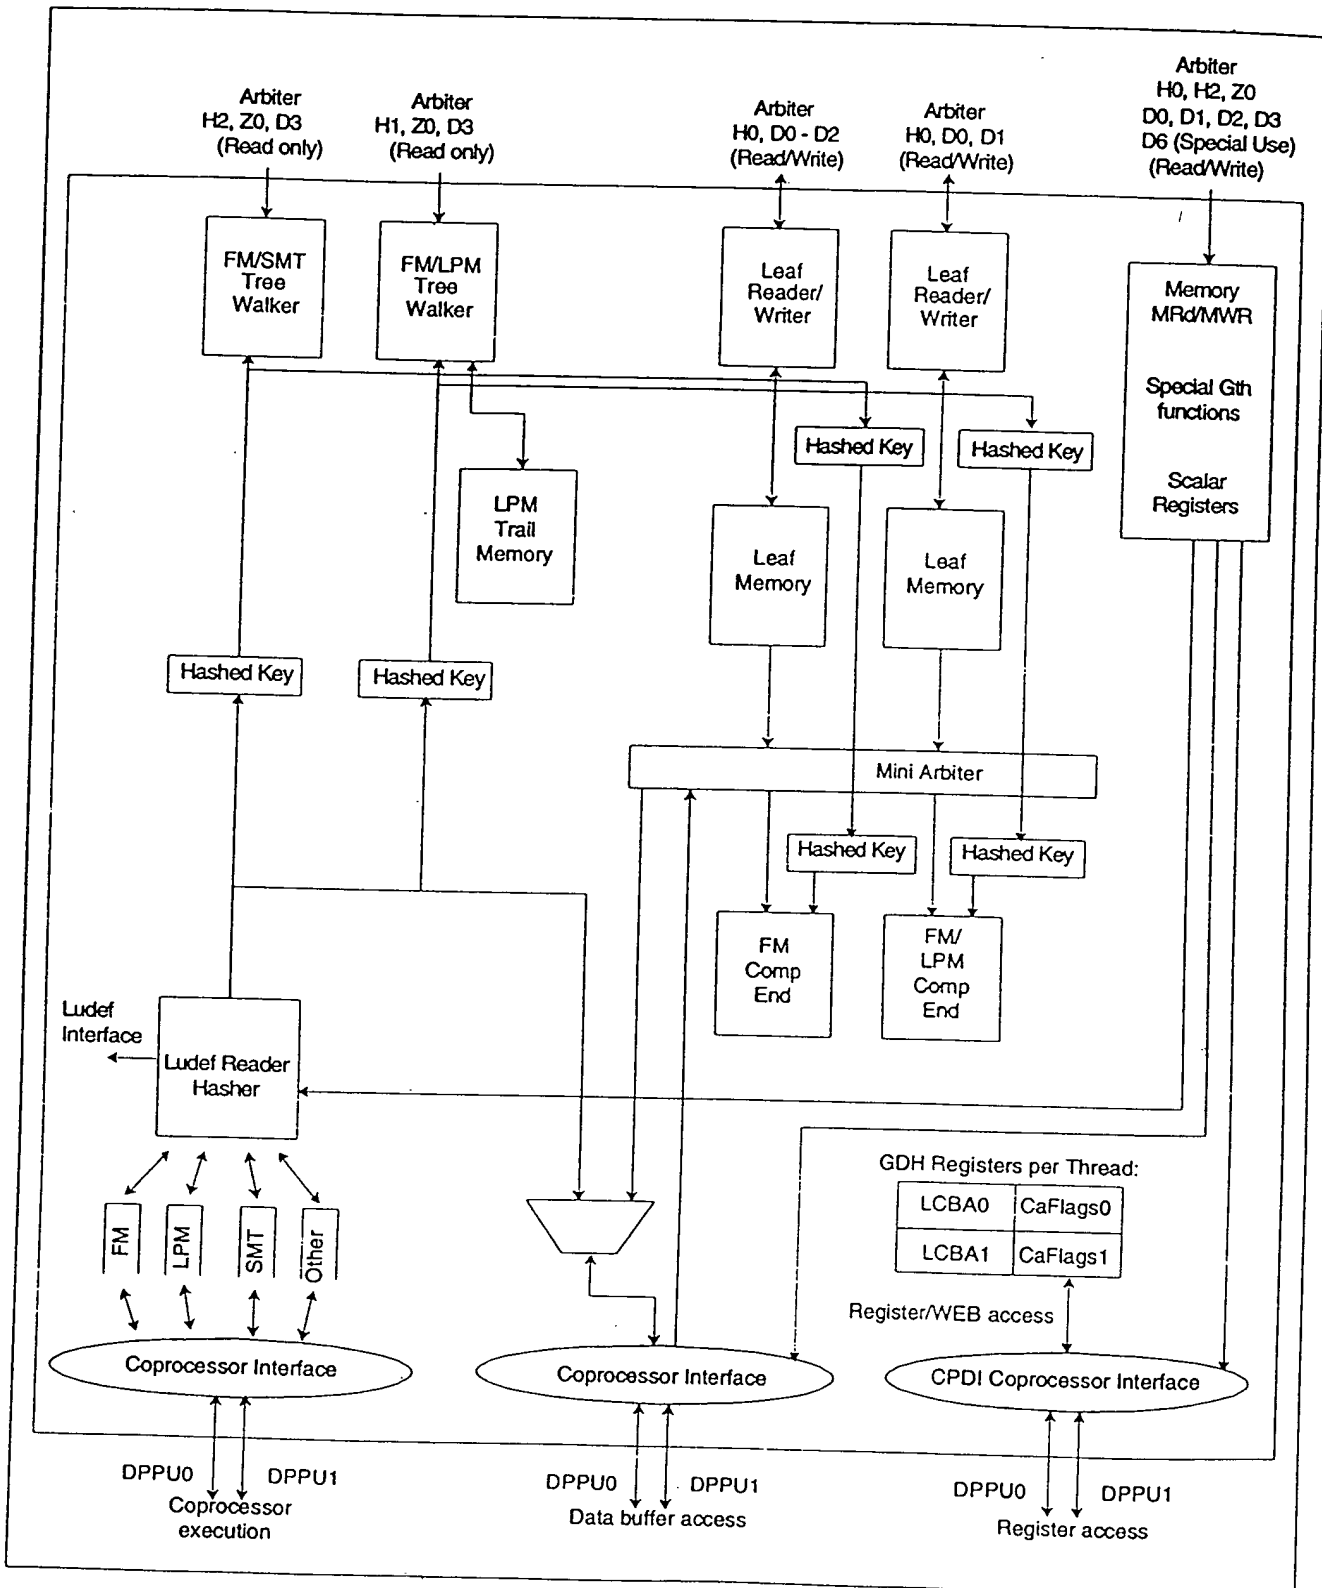 Arbiter
H2, Z0, D3
(Read only)
Arbiter
H1, Z0, D3
(Read only)
Arbiter
H0, D0 - D2
(Read/Write)
Arbiter
H0, D0, D1
(Read/Write)
Arbiter
H0, H2, Z0
D0, D1, D2, D3
D6 (Special Use)
(Read/Write)
FM/SMT
Tree
Walker
FM/LPM
Tree
Walker
Leaf
Reader/
Writer
Leaf
Reader/
Writer
Memory
MRd/MWR
Special Gth
functions
Scalar
Registers
Hashed Key
Hashed Key
LPM
Trail
Memory
Leaf
Memory
Leaf
Memory
Hashed Key
Hashed Key
Mini Arbiter
Hashed Key
Hashed Key
FM
Comp
End
FM/
LPM
Comp
End
Ludef
Interface
Ludef Reader
Hasher
GDH Registers per Thread:
LCBA0
CaFlags0
LCBA1
CaFlags1
FM
LPM
SMT
Other
Register/WEB access
Coprocessor Interface
Coprocessor Interface
CPDI Coprocessor Interface
DPPU0
DPPU1
Coprocessor
execution
DPPU0
DPPU1
Data buffer access
DPPU0
DPPU1
Register access